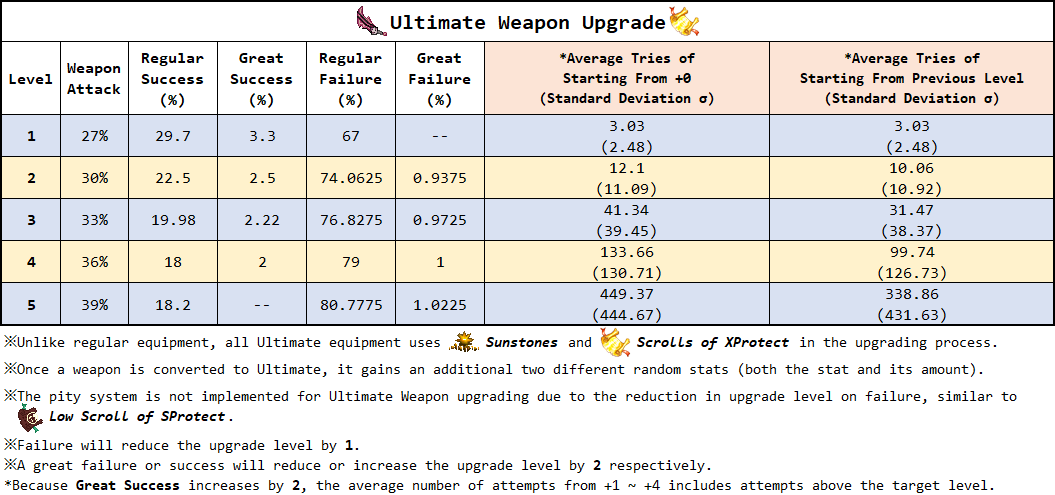 Ultimate Weapon Upgrade
Level
Weapon Attack
Regular Success (%)
Great Success (%)
Regular Failure (%)
Great Failure (%)
*Average Tries of Starting From +0 (Standard Deviation σ)
*Average Tries of Starting From Previous Level (Standard Deviation σ)
1 27% 29.7 3.3 67 -- 3.03 (2.48) 3.03 (2.48)
2 30% 22.5 2.5 74.0625 0.9375 12.1 (11.09) 10.06 (10.92)
3 33% 19.98 2.22 76.8275 0.9725 41.34 (39.45) 31.47 (38.37)
4 36% 18 2 79 1 133.66 (130.71) 99.74 (126.73)
5 39% 18.2 -- 80.7775 1.0225 449.37 (444.67) 338.86 (431.63)
※Unlike regular equipment, all Ultimate equipment uses Sunstones and Scrolls of XProtect in the upgrading process.
※Once a weapon is converted to Ultimate, it gains an additional two different random stats (both the stat and its amount).
※The pity system is not implemented for Ultimate Weapon upgrading due to the reduction in upgrade level on failure, similar to
Low Scroll of SProtect.
※Failure will reduce the upgrade level by 1.
※A great failure or success will reduce or increase the upgrade level by 2 respectively.
*Because Great Success increases by 2, the average number of attempts from +1 ~ +4 includes attempts above the target level.